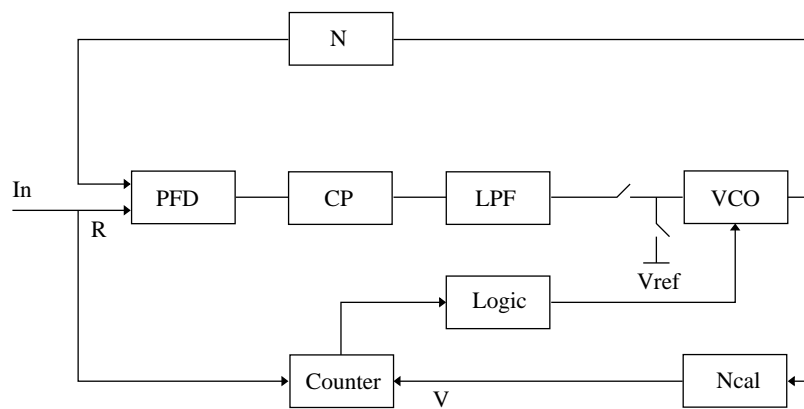 N
In
PFD
CP
LPF
VCO
R
Vref
Logic
Counter
V
Ncal